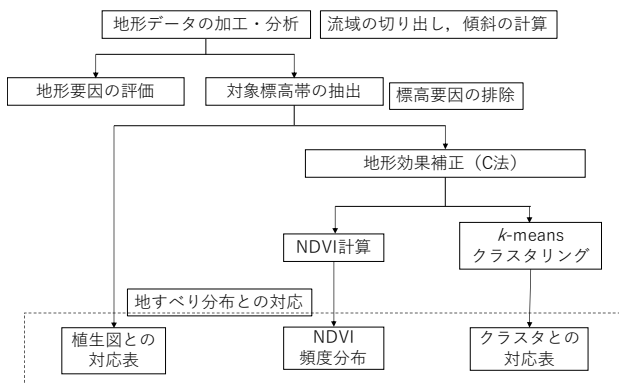 地形データの加工・分析
流域の切り出し，傾斜の計算
地形要因の評価
対象標高帯の抽出
標高要因の排除
地形効果補正（C法）
NDVI計算
k-means
クラスタリング
地すべり分布との対応
植生図との
対応表
NDVI
頻度分布
クラスタとの
対応表